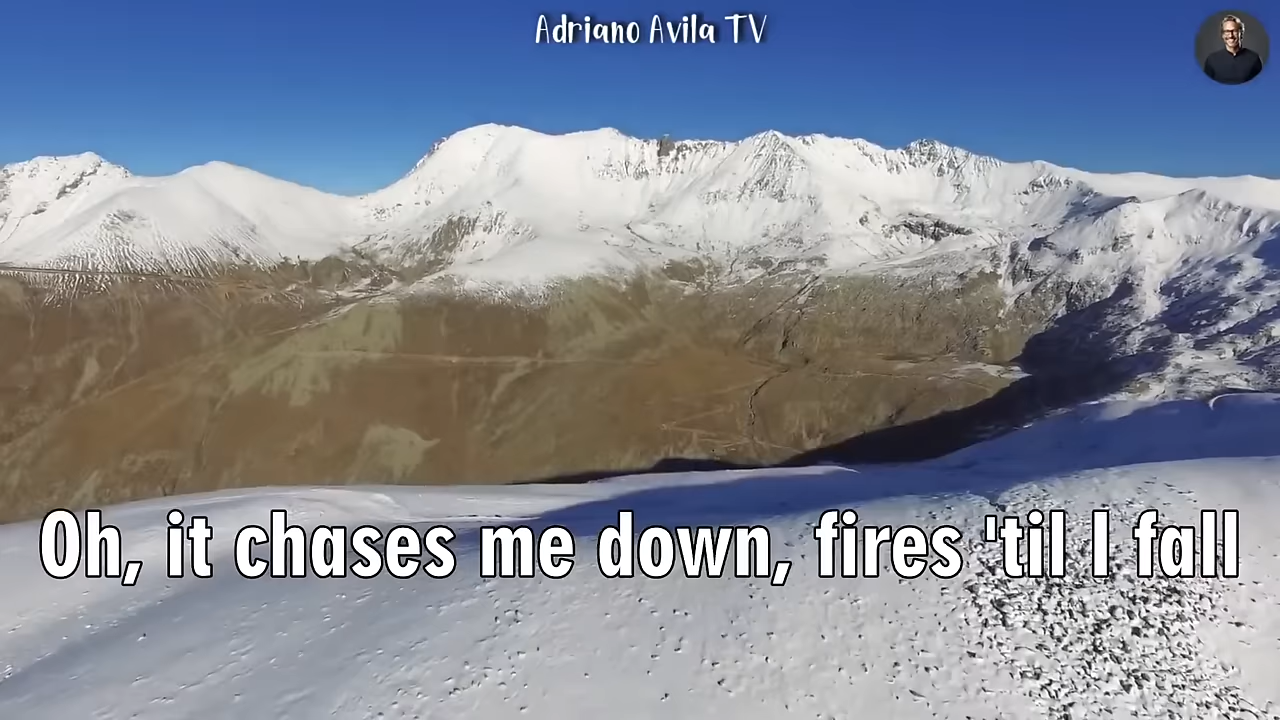 Adriano Avila TV
Oh, it chases me down, fires 'til I fall